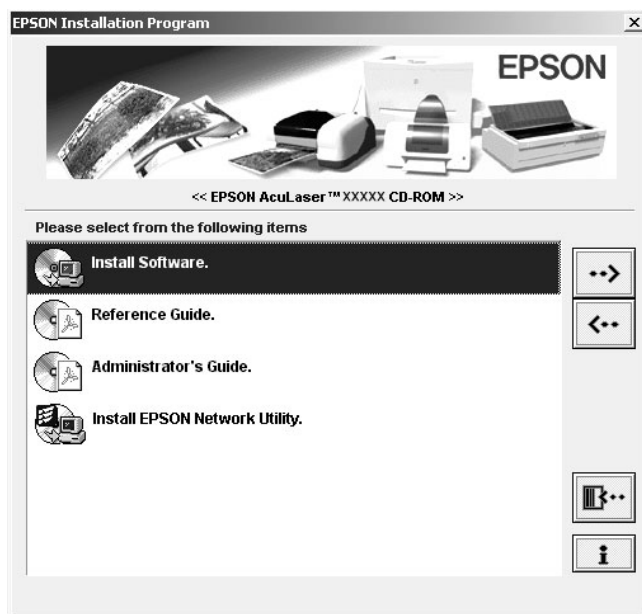 EPSON Installation Program
EPSON
<< EPSON AcuLaser™ XXXXX CD-ROM >>
Please select from the following items
Install Software.
Reference Guide.
Administrator's Guide.
Install EPSON Network Utility.